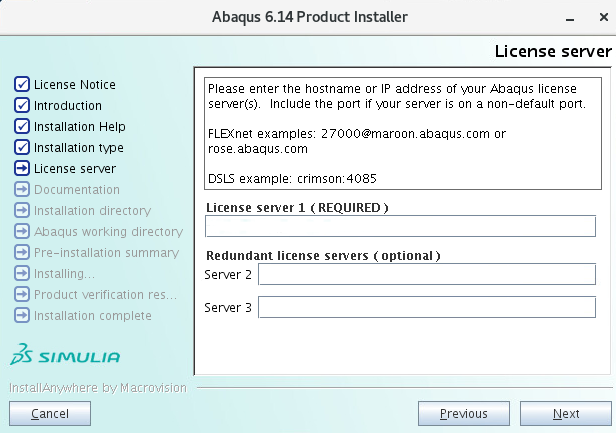 Abaqus 6.14 Product Installer
License server
License Notice
Introduction
Installation Help
Installation type
License server
Documentation
Installation directory
Abaqus working directory
Pre-installation summary
Installing...
Product verification res...
Installation complete
Please enter the hostname or IP address of your Abaqus license
server(s). Include the port if your server is on a non-default port.
FLEXnet examples: 27000@maroon.abaqus.com or
rose.abaqus.com
DSLS example: crimson:4085
License server 1 (REQUIRED)
Redundant license servers (optional)
Server 2
Server 3
SIMULIA
InstallAnywhere by Macrovision
Cancel
Previous
Next